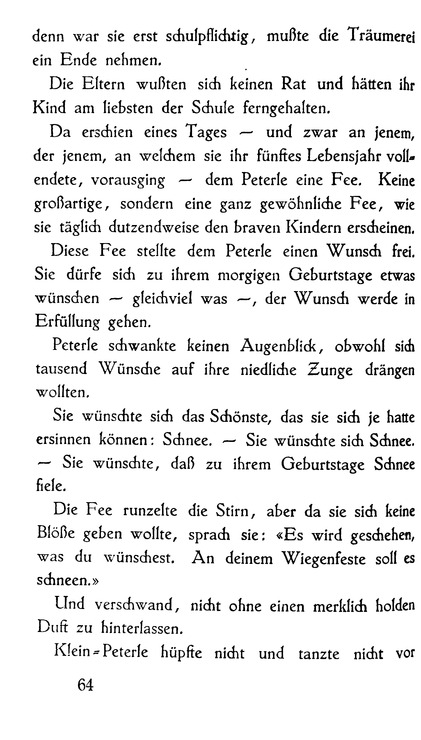 denn war sie erst schulpflichtig, mußte die Träumerei
ein Ende nehmen.
Die Eltern wußten sich keinen Rat und hätten ihr
Kind am liebsten der Schule ferngehalten.
Da erschien eines Tages — und zwar an jenem,
der jenem, an welchem sie ihr fünftes Lebensjahr voll-
endete, vorausging — dem Peterle eine Fee. Keine
großartige, sondern eine ganz gewöhnliche Fee, wie
sie täglich dutzendweise den braven Kindern erscheinen.
Diese Fee stellte dem Peterle einen Wunsch frei.
Sie dürfe sich zu ihrem morgigen Geburtstage etwas
wünschen — gleichviel was —, der Wunsch werde in
Erfüllung gehen.
Peterle schwankte keinen Augenblick, obwohl sich
tausend Wünsche auf ihre niedliche Zunge drängen
wollten.
Sie wünschte sich das Schönste, das sie sich je hatte
ersinnen können: Schnee. — Sie wünschte sich Schnee.
— Sie wünschte, daß zu ihrem Geburtstage Schnee
fiele.
Die Fee runzelte die Stirn, aber da sie sich keine
Blöße geben wollte, sprach sie: «Es wird geschehen,
was du wünschest. An deinem Wiegenfeste soll es
schneen.»
Und verschwand, nicht ohne einen merklich holden
Duft zu hinterlassen.
Klein-Peterle hüpfte nicht und tanzte nicht vor
64